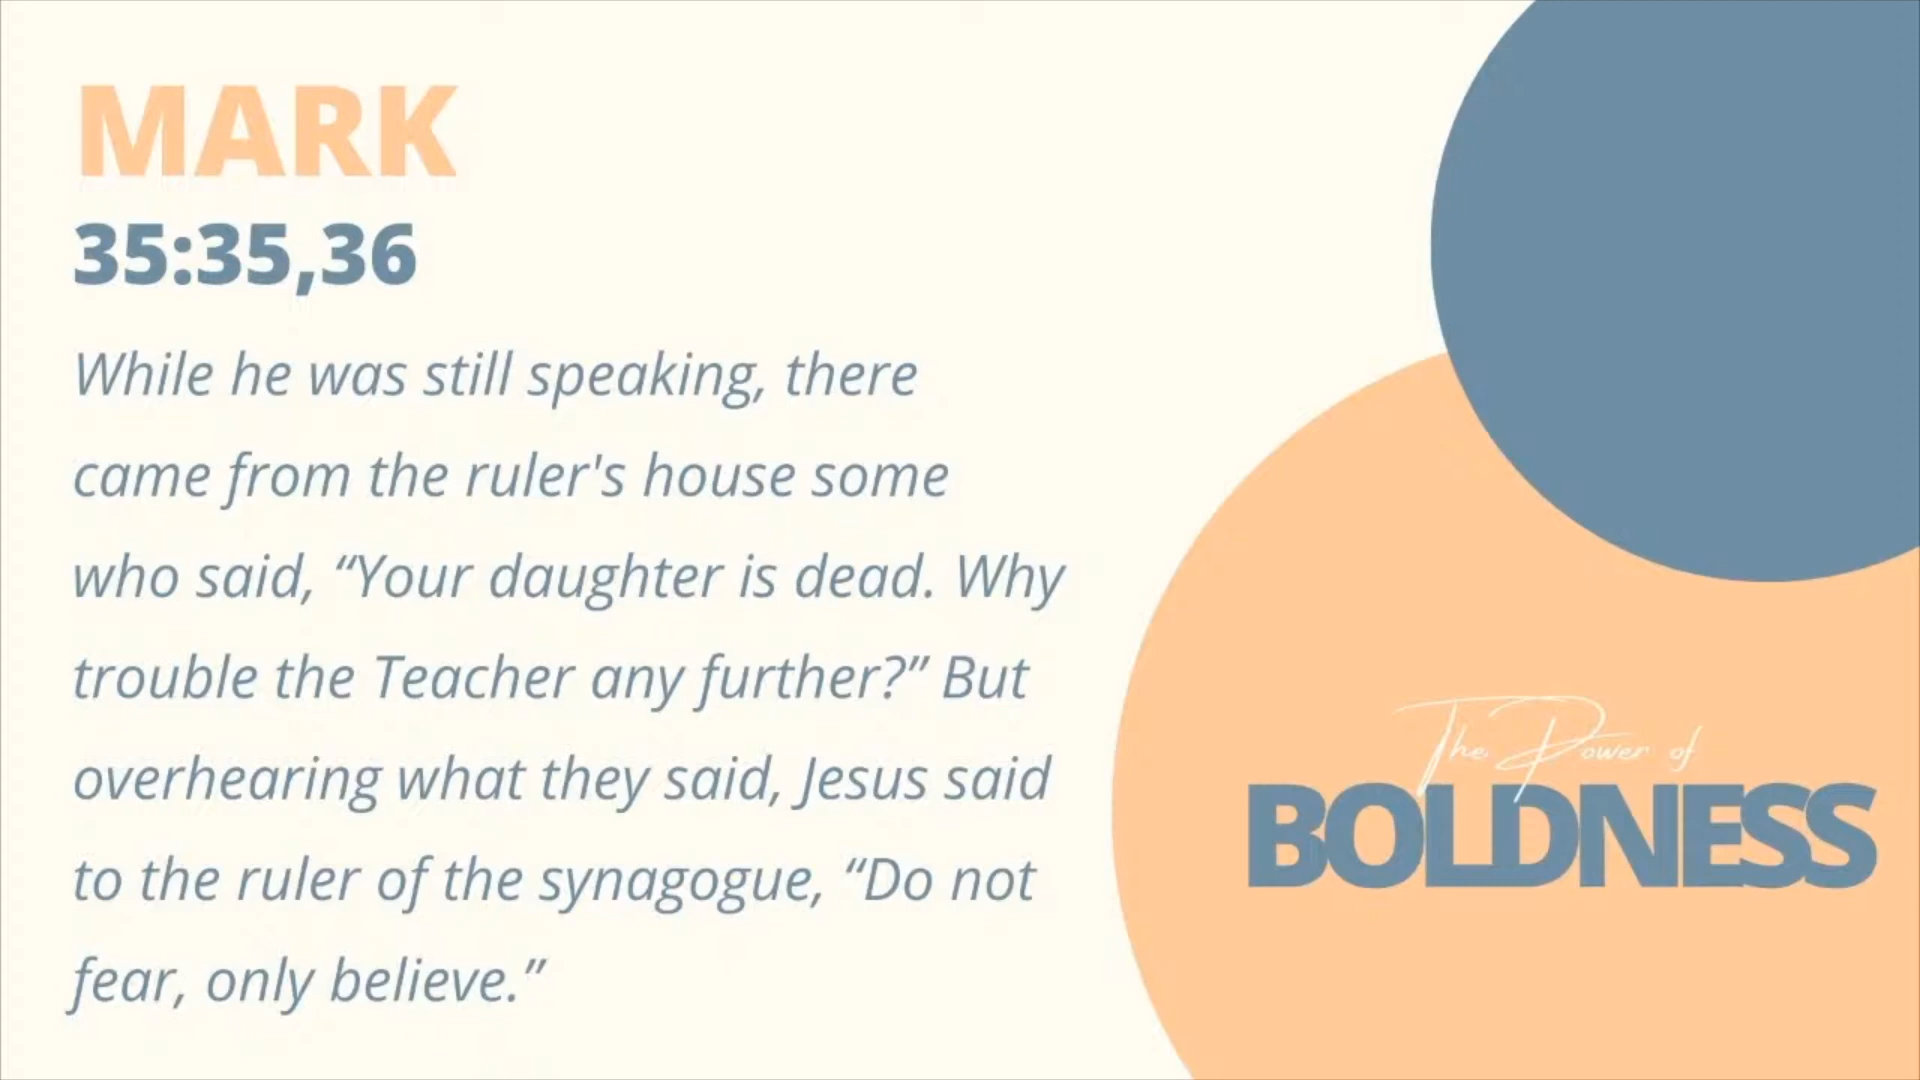 MARK
35:35,36
While he was still speaking, there
came from the ruler's house some
who said, “Your daughter is dead. Why
trouble the Teacher any further?” But
overhearing what they said, Jesus said
to the ruler of the synagogue, “Do not
fear, only believe.”
The Power of
BOLDNESS